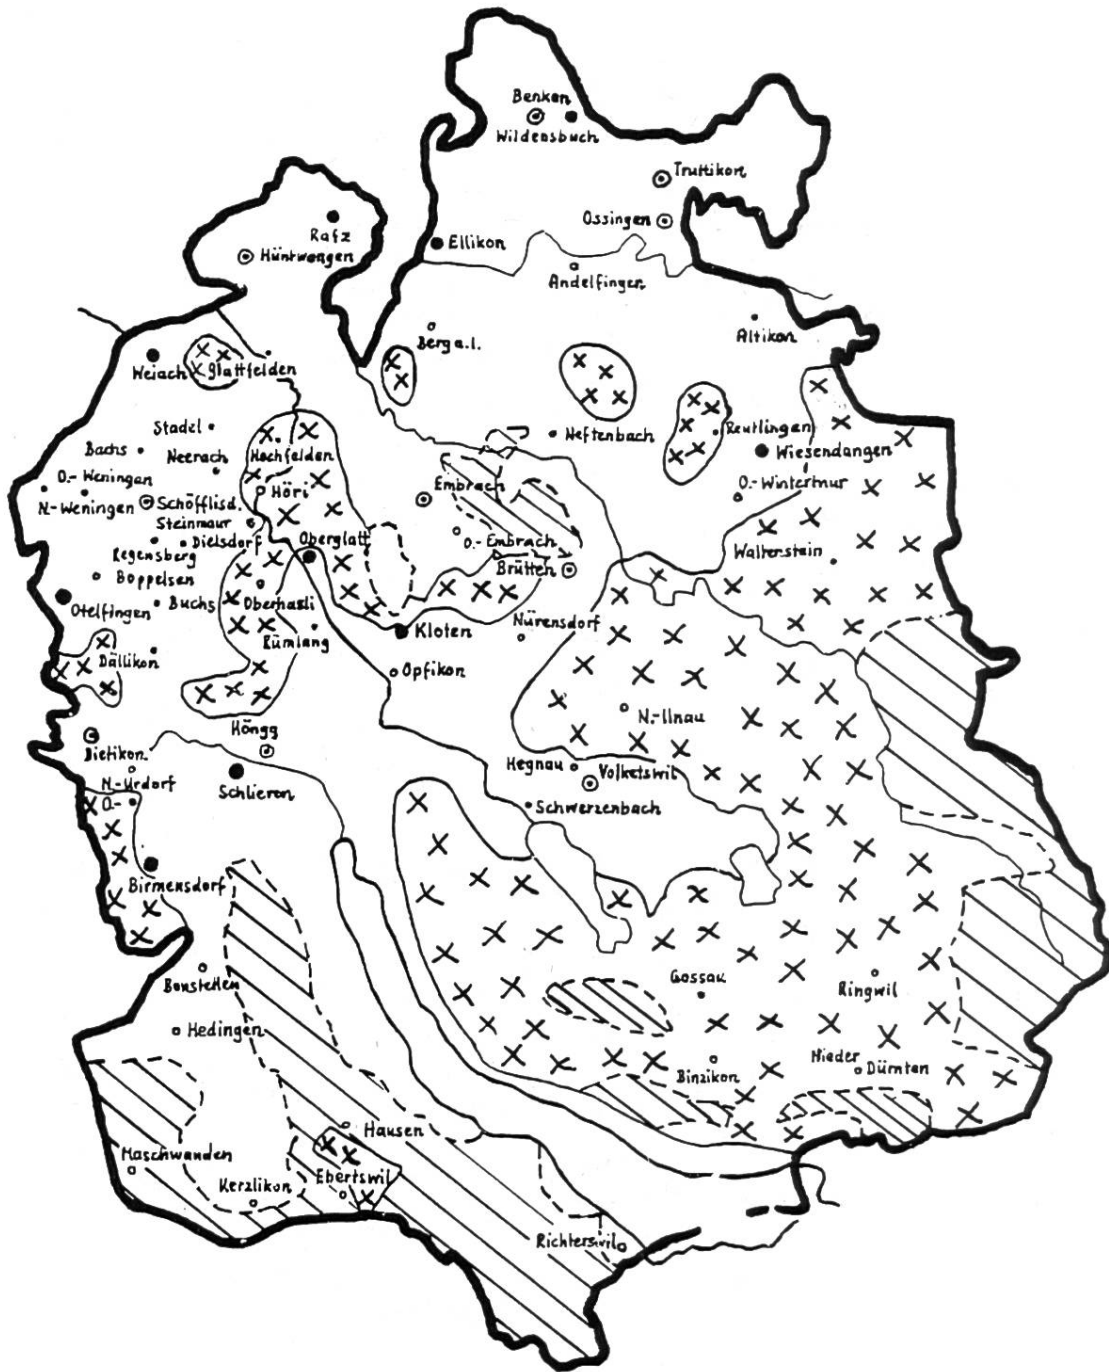 Benken
Wildensbuch
Truttikon
Ossingen
Rafz
Hüntwangen
Ellikon
Andelfingen
Berg a.I.
Altikon
Weiach
Glattfelden
Stadel
Bachs
Neerach
Hochfelden
Neftenbach
Reutlingen
Wiesendangen
O.-Weningen
N.-Weningen
Schöfflisd.
Höri
Embrach
O.-Wintertnur
Steinmaur
Regensberg
Dielsdorf
Oberglatt
O.-Embrach
Brütten
Walterstein
Boppelsen
Otelfingen
Buchs
Oberhasli
Rümlang
Kloten
Nürensdorf
Dällikon
Opfikon
N.-Illnau
Höngg
Dietikon
N.-Urdorf
O.-
Schlieren
Hegnau
Volketswil
Schwerzenbach
Birmensdorf
Bonstetten
Hedingen
Gossau
Ringwil
Binzikon
Nieder
Dürnten
Hausen
Maschwanden
Kerzlikon
Ebertswil
Richterswil